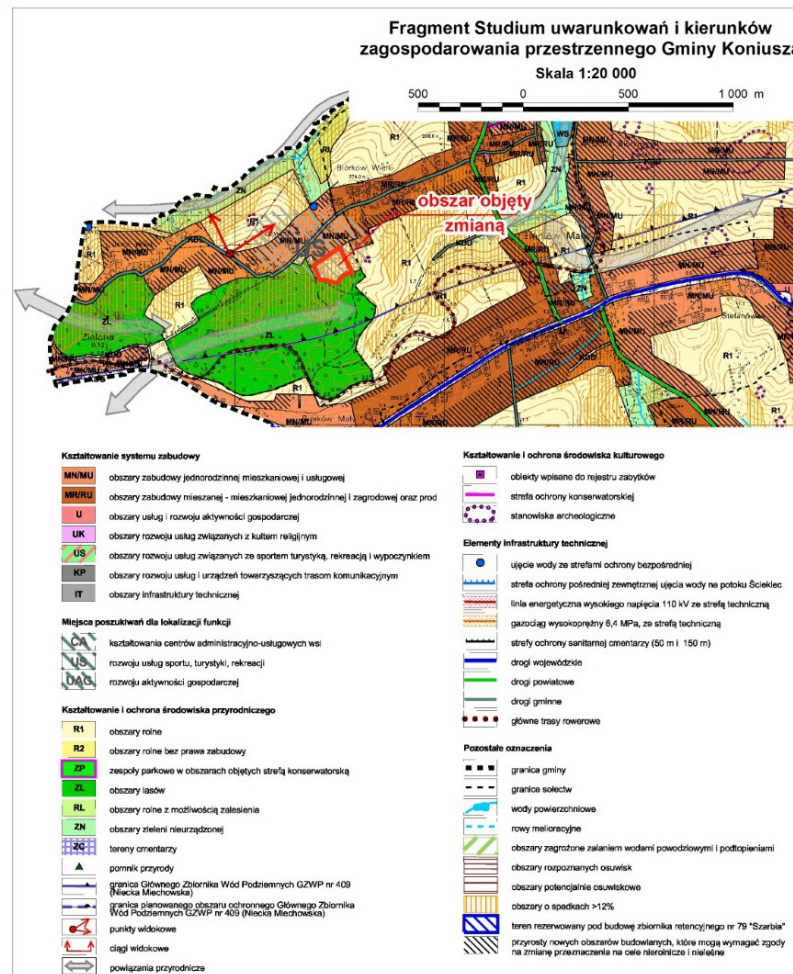 Fragment Studium uwarunkowań i kierunków
zagospodarowania przestrzennego Gminy Koniusza
Skala 1:20 000
500 0 500 1 000 m
obszar objęty
zmianą
MN/MU
MR/RU
R1
ZN
ZL
RL
WS
U
KDD
Kształtowanie systemu zabudowy
MN/MU obszary zabudowy jednorodzinnej mieszkaniowej i usługowej
MR/RU obszary zabudowy mieszanej - mieszkaniowej jednorodzinnej i zagrodowej oraz prod
U obszary usług i rozwoju aktywności gospodarczej
UK obszary rozwoju usług związanych z kultem religijnym
US obszary rozwoju usług związanych ze sportem turystyką, rekreacją i wypoczynkiem
KP obszary rozwoju usług i urządzeń towarzyszących trasom komunikacyjnym
IT obszary infrastruktury technicznej
Miejsca poszukiwań dla lokalizacji funkcji
CA kształtowania centrów administracyjno-usługowych wsi
US rozwoju usług sportu, turystyki, rekreacji
UAG rozwoju aktywności gospodarczej
Kształtowanie i ochrona środowiska przyrodniczego
R1 obszary rolne
R2 obszary rolne bez prawa zabudowy
ZP zespoły parkowe w obszarach objętych strefą konserwatorską
ZL obszary lasów
RL obszary rolne z możliwością zalesienia
ZN obszary zieleni nieurządzonej
ZC tereny cmentarzy
pomnik przyrody
granica Głównego Zbiornika Wód Podziemnych GZWP nr 409
(Niecka Miechowska)
granica planowanego obszaru ochronnego Głównego Zbiornika
Wód Podziemnych GZWP nr 409 (Niecka Miechowska)
punkty widokowe
ciągi widokowe
powiązania przyrodnicze
Kształtowanie i ochrona środowiska kulturowego
obiekty wpisane do rejestru zabytków
strefa ochrony konserwatorskiej
stanowiska archeologiczne
Elementy infrastruktury technicznej
ujęcie wody ze strefami ochrony bezpośredniej
strefa ochrony pośredniej zewnętrznej ujęcia wody na potoku Ścieklec
linia energetyczna wysokiego napięcia 110 kV ze strefą techniczną
gazociąg wysokoprężny 6,4 MPa, ze strefą techniczną
strefy ochrony sanitarnej cmentarzy (50 m i 150 m)
drogi wojewódzkie
drogi powiatowe
drogi gminne
główne trasy rowerowe
Pozostałe oznaczenia
granica gminy
granice sołectw
wody powierzchniowe
rowy melioracyjne
obszary zagrożone zalaniem wodami powodziowymi i podtopieniami
obszary rozpoznanych osuwisk
obszary potencjalnie osuwiskowe
obszary o spadkach >12%
teren rezerwowany pod budowę zbiornika retencyjnego nr 79 "Szarbia"
przyrosty nowych obszarów budowlanych, które mogą wymagać zgody
na zmianę przeznaczenia na cele nierolnicze i nieleśne